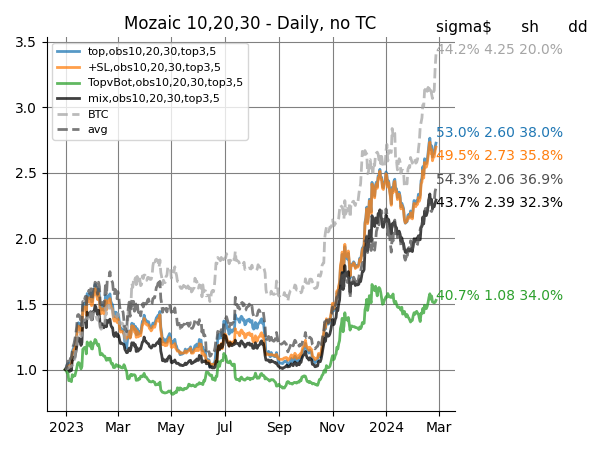 Mozaic 10,20,30 - Daily, no TC
sigma$ sh dd
3.5
3.0
2.5
2.0
1.5
1.0
top,obs10,20,30,top3,5
+SL,obs10,20,30,top3,5
TopvBot,obs10,20,30,top3,5
mix,obs10,20,30,top3,5
BTC
avg
44.2% 4.25 20.0%
53.0% 2.60 38.0%
49.5% 2.73 35.8%
54.3% 2.06 36.9%
43.7% 2.39 32.3%
40.7% 1.08 34.0%
2023 Mar May Jul Sep Nov 2024 Mar